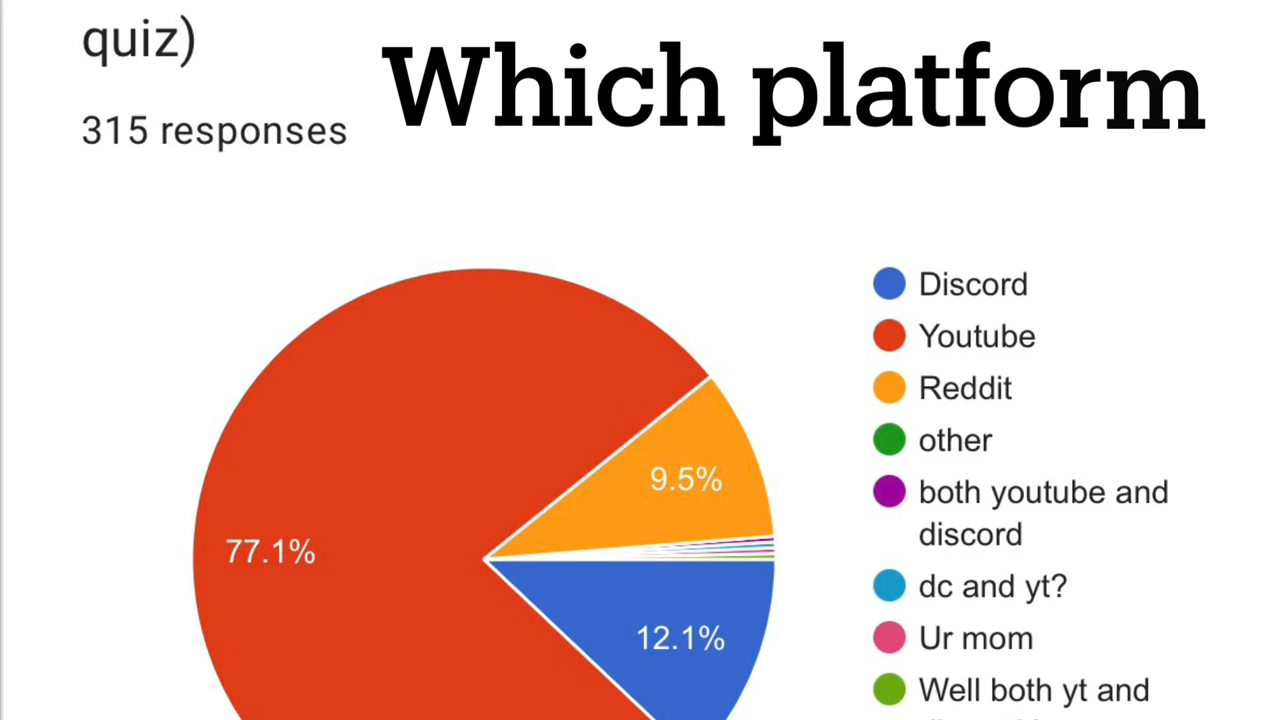 quiz)
Which platform
315 responses
Discord
Youtube
Reddit
other
both youtube and
discord
dc and yt?
Ur mom
Well both yt and
77.1%
9.5%
12.1%